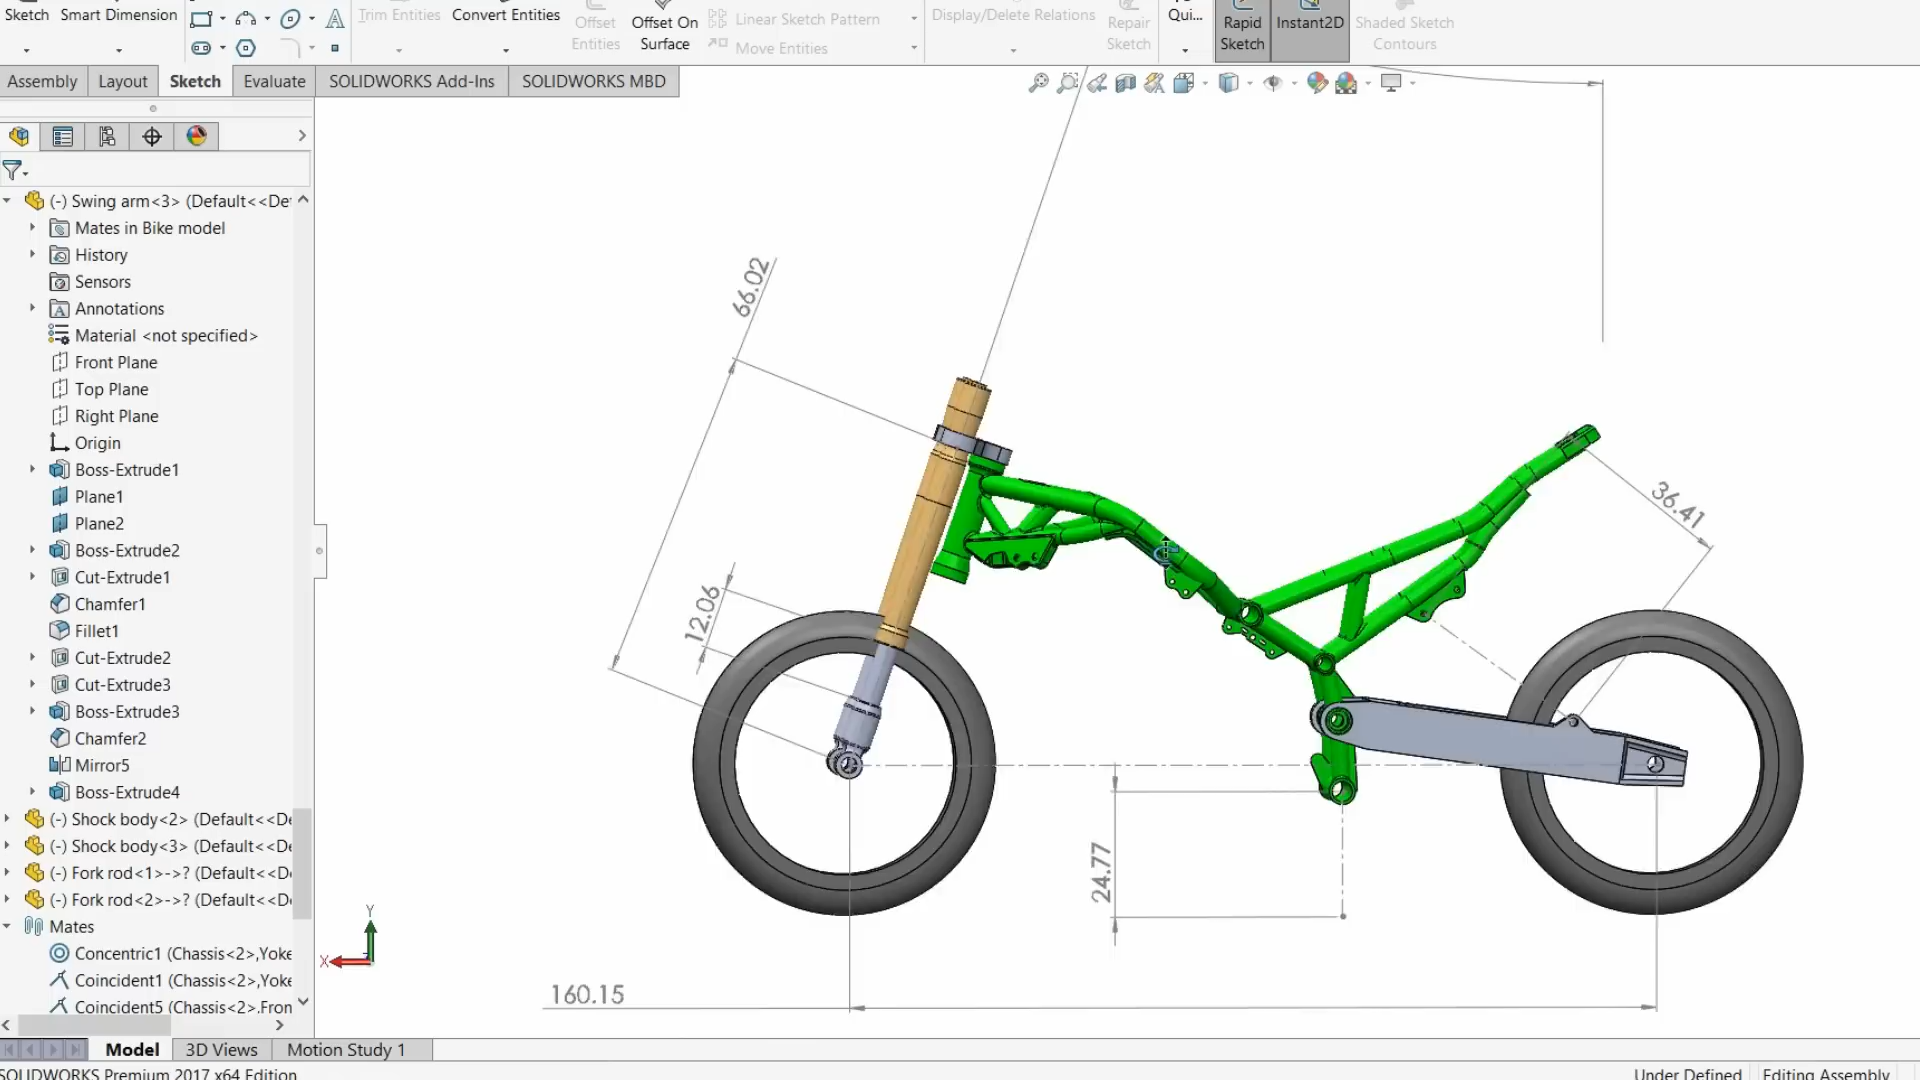 Sketch
Smart Dimension
Trim Entities
Convert Entities
Offset
Entities
Offset On
Surface
Linear Sketch Pattern
Move Entities
Display/Delete Relations
Repair
Sketch
Qui...
Rapid
Sketch
Instant2D
Shaded Sketch
Contours
Assembly
Layout
Sketch
Evaluate
SOLIDWORKS Add-Ins
SOLIDWORKS MBD
(-) Swing arm<3> (Default<<De
Mates in Bike model
History
Sensors
Annotations
Material <not specified>
Front Plane
Top Plane
Right Plane
Origin
Boss-Extrude1
Plane1
Plane2
Boss-Extrude2
Cut-Extrude1
Chamfer1
Fillet1
Cut-Extrude2
Cut-Extrude3
Boss-Extrude3
Chamfer2
Mirror5
Boss-Extrude4
(-) Shock body<2> (Default<<De
(-) Shock body<3> (Default<<De
(-) Fork rod<1>->? (Default<<D
(-) Fork rod<2>->? (Default<<D
Mates
Concentric1 (Chassis<2>,Yoke
Coincident1 (Chassis<2>,Yoke
Coincident5 (Chassis<2>.Fron
66.02
12.06
36.41
24.77
160.15
Y
X
Model
3D Views
Motion Study 1
SOLIDWORKS Premium 2017 x64 Edition
Under Defined
Editing Assembly